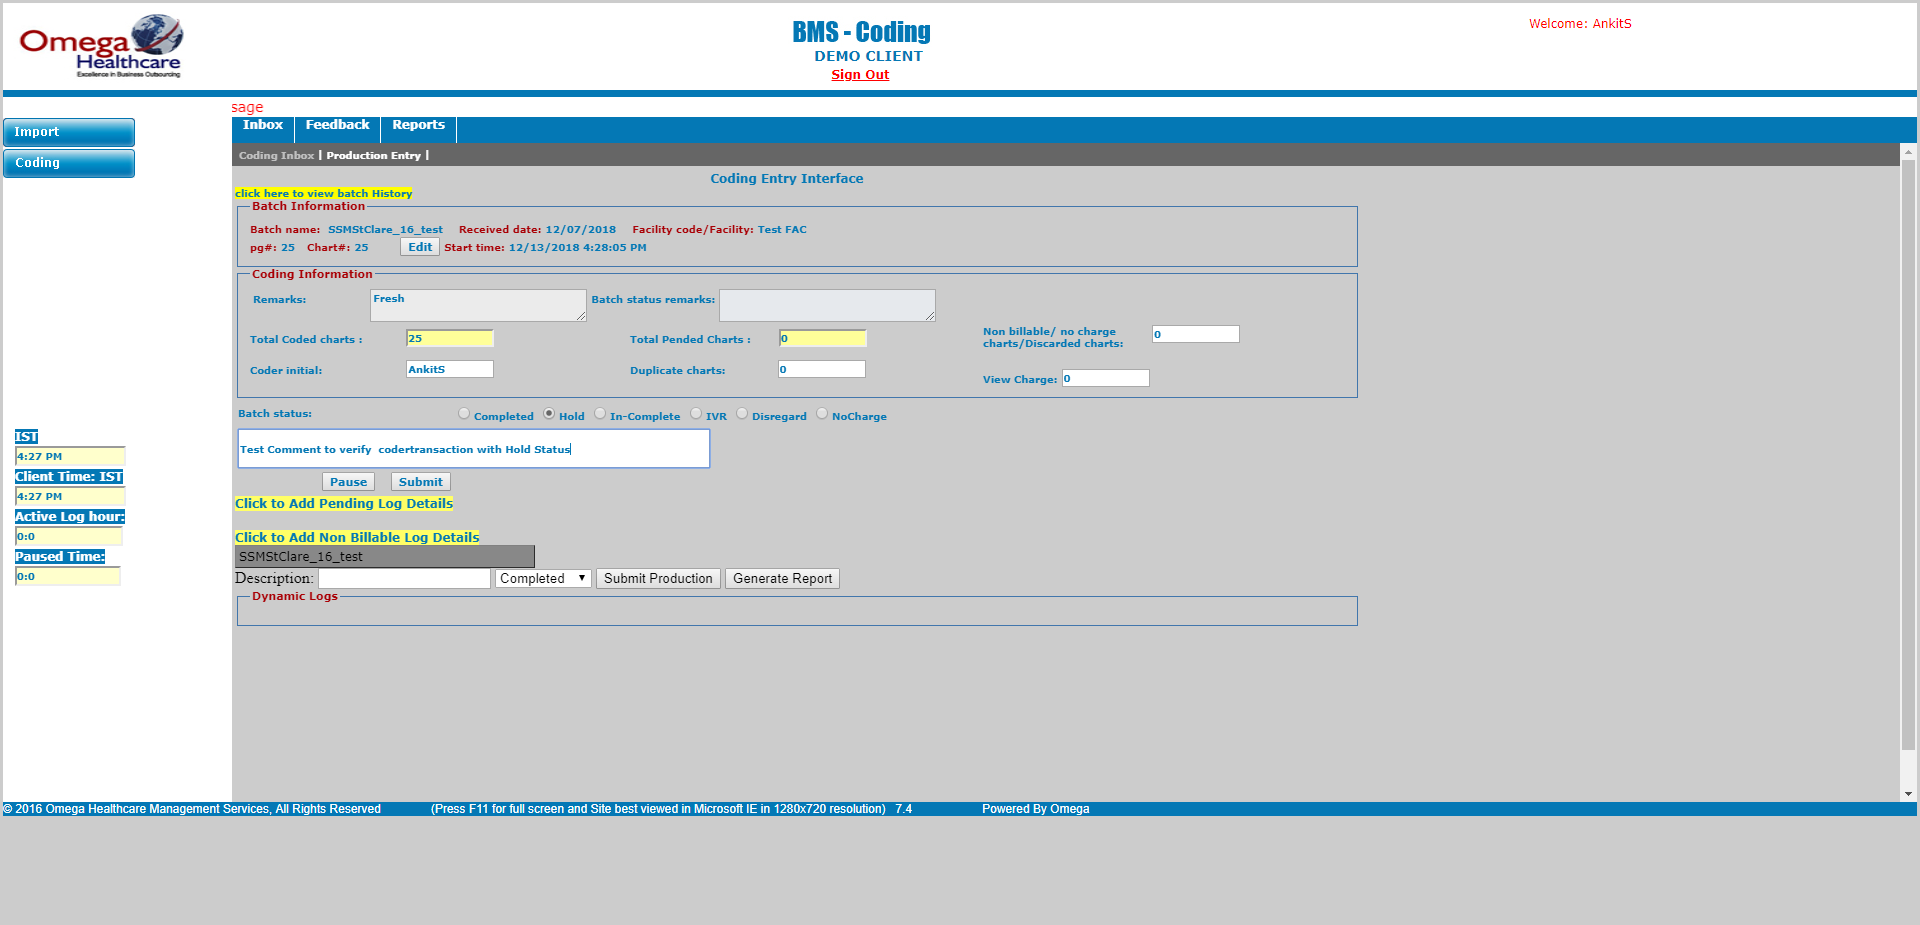 Omega
Healthcare
Excellence in Business Outsourcing
BMS - Coding
DEMO CLIENT
Sign Out
Welcome: AnkitS
sage
Import
Coding
Inbox Feedback Reports
Coding Inbox | Production Entry |
Coding Entry Interface
click here to view batch History
Batch Information
Batch name: SSMStClare_16_test Received date: 12/07/2018 Facility code/Facility: Test FAC
pg#: 25 Chart#: 25 Edit Start time: 12/13/2018 4:28:05 PM
Coding Information
Remarks: Fresh Batch status remarks:
Total Coded charts : 25 Total Pended Charts : 0 Non billable/ no charge charts/Discarded charts: 0
Coder initial: AnkitS Duplicate charts: 0 View Charge: 0
Batch status: Completed Hold In-Complete IVR Disregard NoCharge
Test Comment to verify  codertransaction with Hold Status
Pause Submit
Click to Add Pending Log Details
Click to Add Non Billable Log Details
SSMStClare_16_test
Description: Completed Submit Production Generate Report
Dynamic Logs
IST
4:27 PM
Client Time: IST
4:27 PM
Active Log hour:
0:0
Paused Time:
0:0
© 2016 Omega Healthcare Management Services, All Rights Reserved (Press F11 for full screen and Site best viewed in Microsoft IE in 1280x720 resolution) 7.4 Powered By Omega